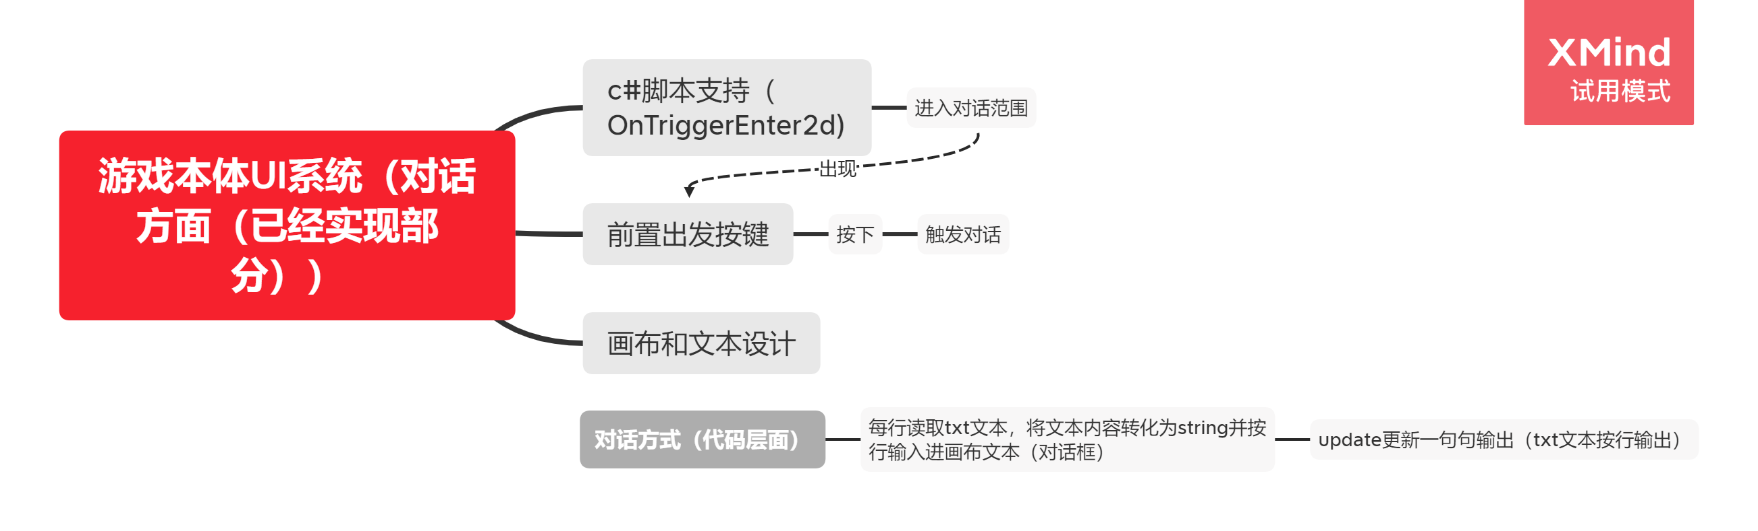 XMind
试用模式
游戏本体UI系统（对话
方面（已经实现部
分））
c#脚本支持（
OnTriggerEnter2d)
进入对话范围
出现
前置出发按键
按下
触发对话
画布和文本设计
对话方式（代码层面）
每行读取txt文本，将文本内容转化为string并按
行输入进画布文本（对话框）
update更新一句句输出（txt文本按行输出）